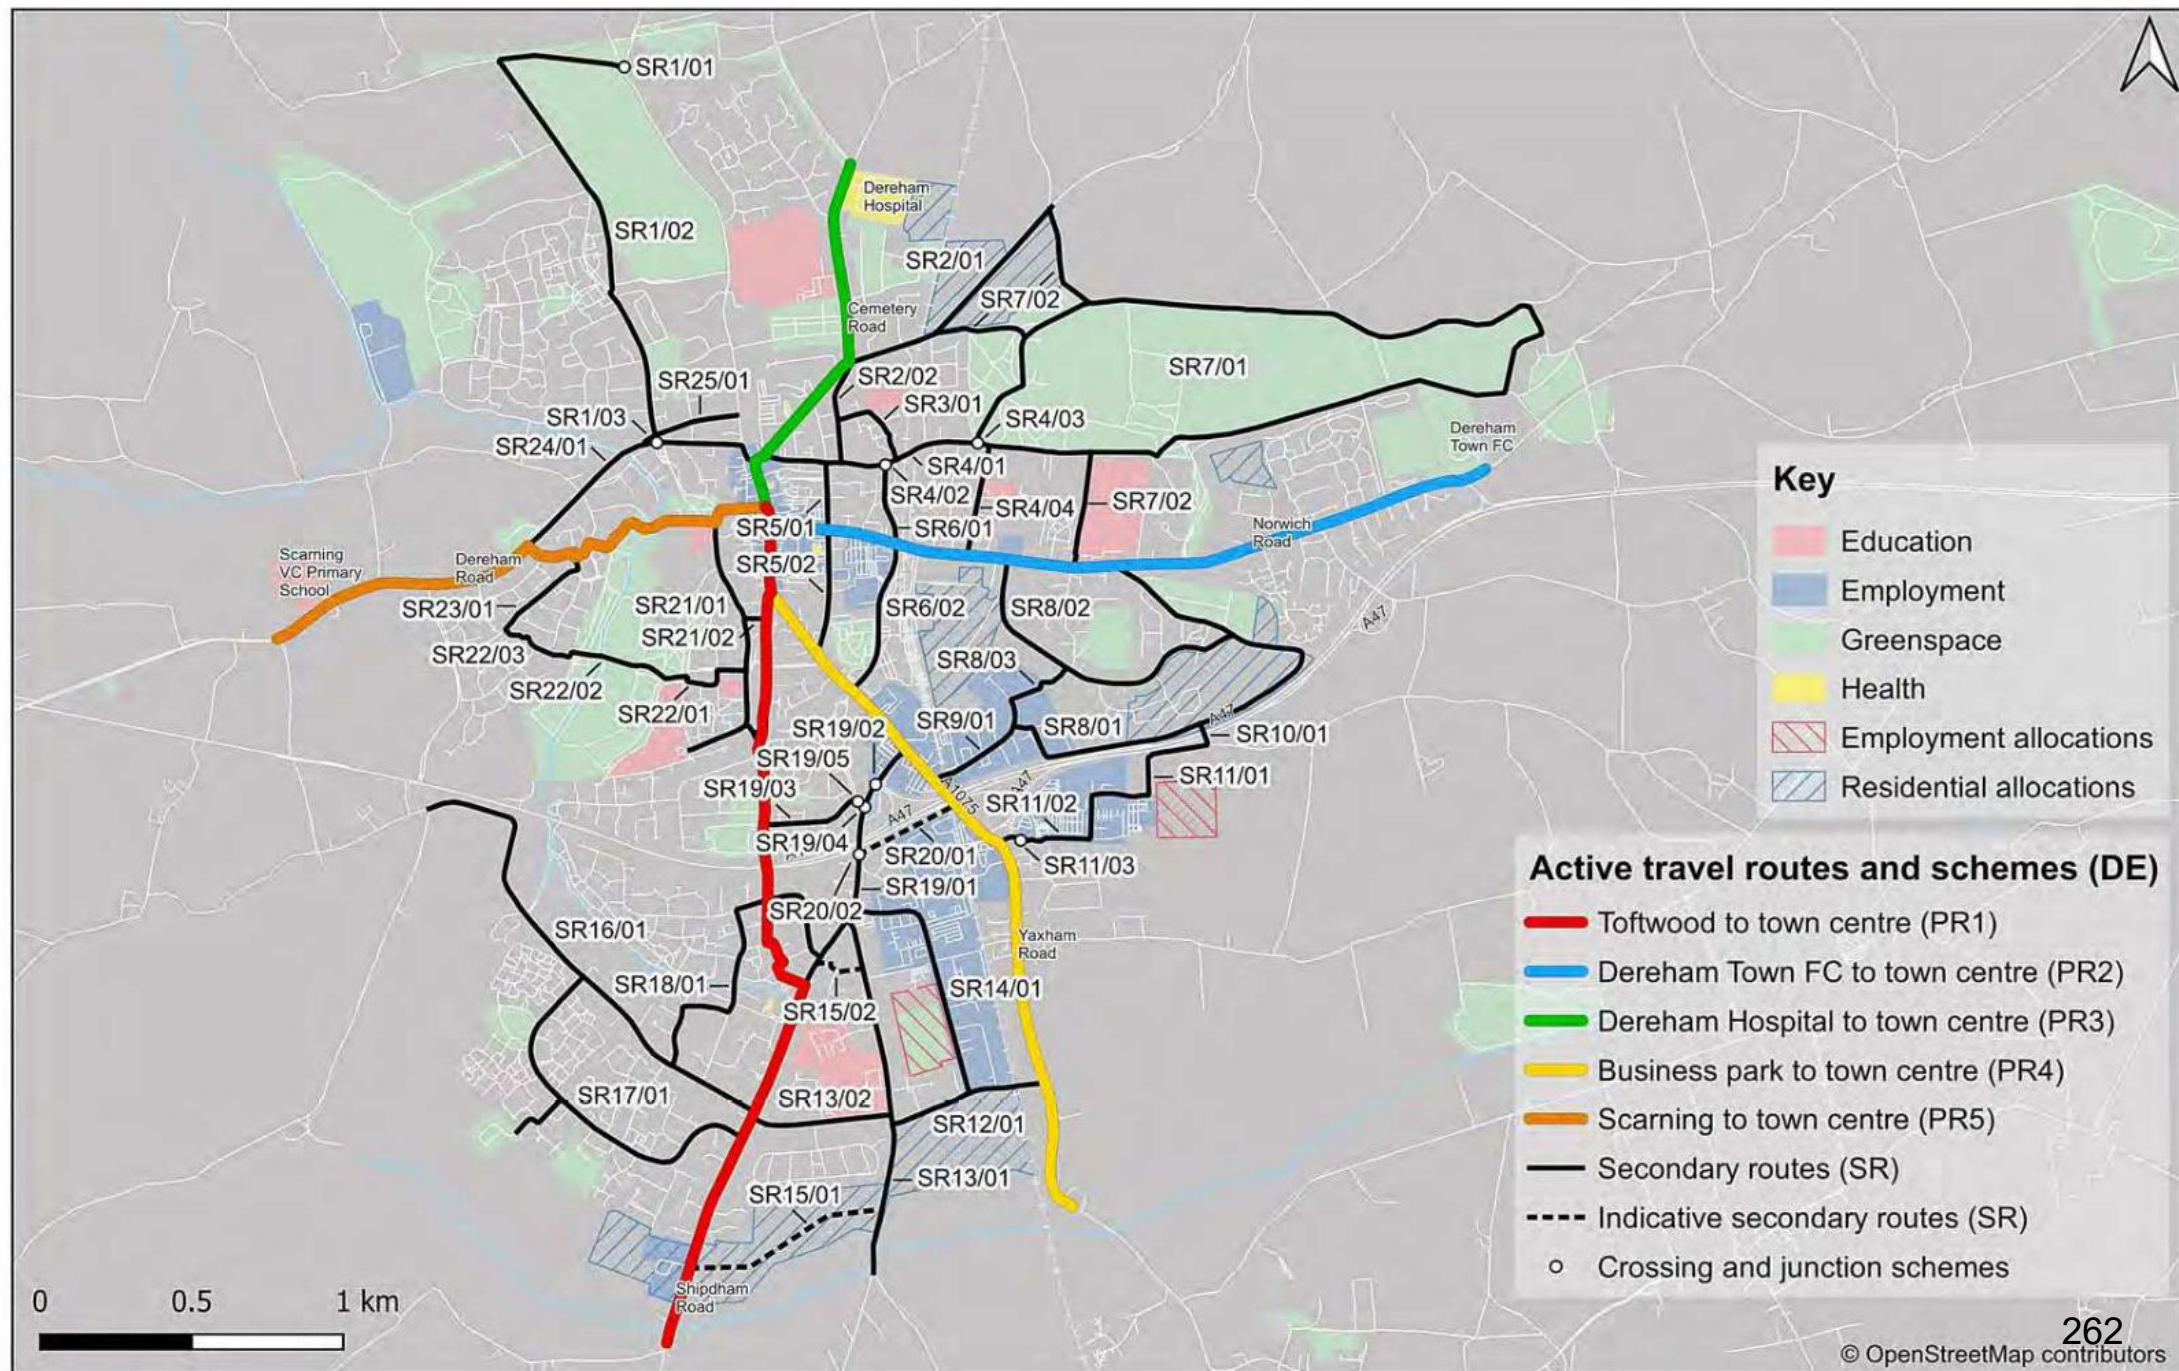 SR1/01
Dereham
Hospital
SR1/02
SR2/01
SR7/02
Cemetery
Road
SR7/01
SR25/01
SR2/02
SR3/01
SR1/03
SR4/03
SR24/01
Dereham
Town FC
SR4/01
SR4/02
SR7/02
SR4/04
SR5/01
SR6/01
Norwich
Road
Scarning
VC Primary
School
Dereham
Road
SR5/02
SR23/01
SR21/01
SR6/02
SR8/02
A47
SR21/02
SR22/03
SR8/03
SR22/02
SR22/01
A47
SR19/02
SR9/01
SR8/01
SR10/01
SR19/05
SR11/01
SR19/03
A1075
A47
SR11/02
A47
SR19/04
SR20/01
SR11/03
SR19/01
SR20/02
SR16/01
Yaxham
Road
SR18/01
SR14/01
SR15/02
SR17/01
SR13/02
SR12/01
SR13/01
SR15/01
Shipdham
Road
Key
Education
Employment
Greenspace
Health
Employment allocations
Residential allocations
Active travel routes and schemes (DE)
Toftwood to town centre (PR1)
Dereham Town FC to town centre (PR2)
Dereham Hospital to town centre (PR3)
Business park to town centre (PR4)
Scarning to town centre (PR5)
Secondary routes (SR)
Indicative secondary routes (SR)
Crossing and junction schemes
0 0.5 1 km
262
© OpenStreetMap contributors